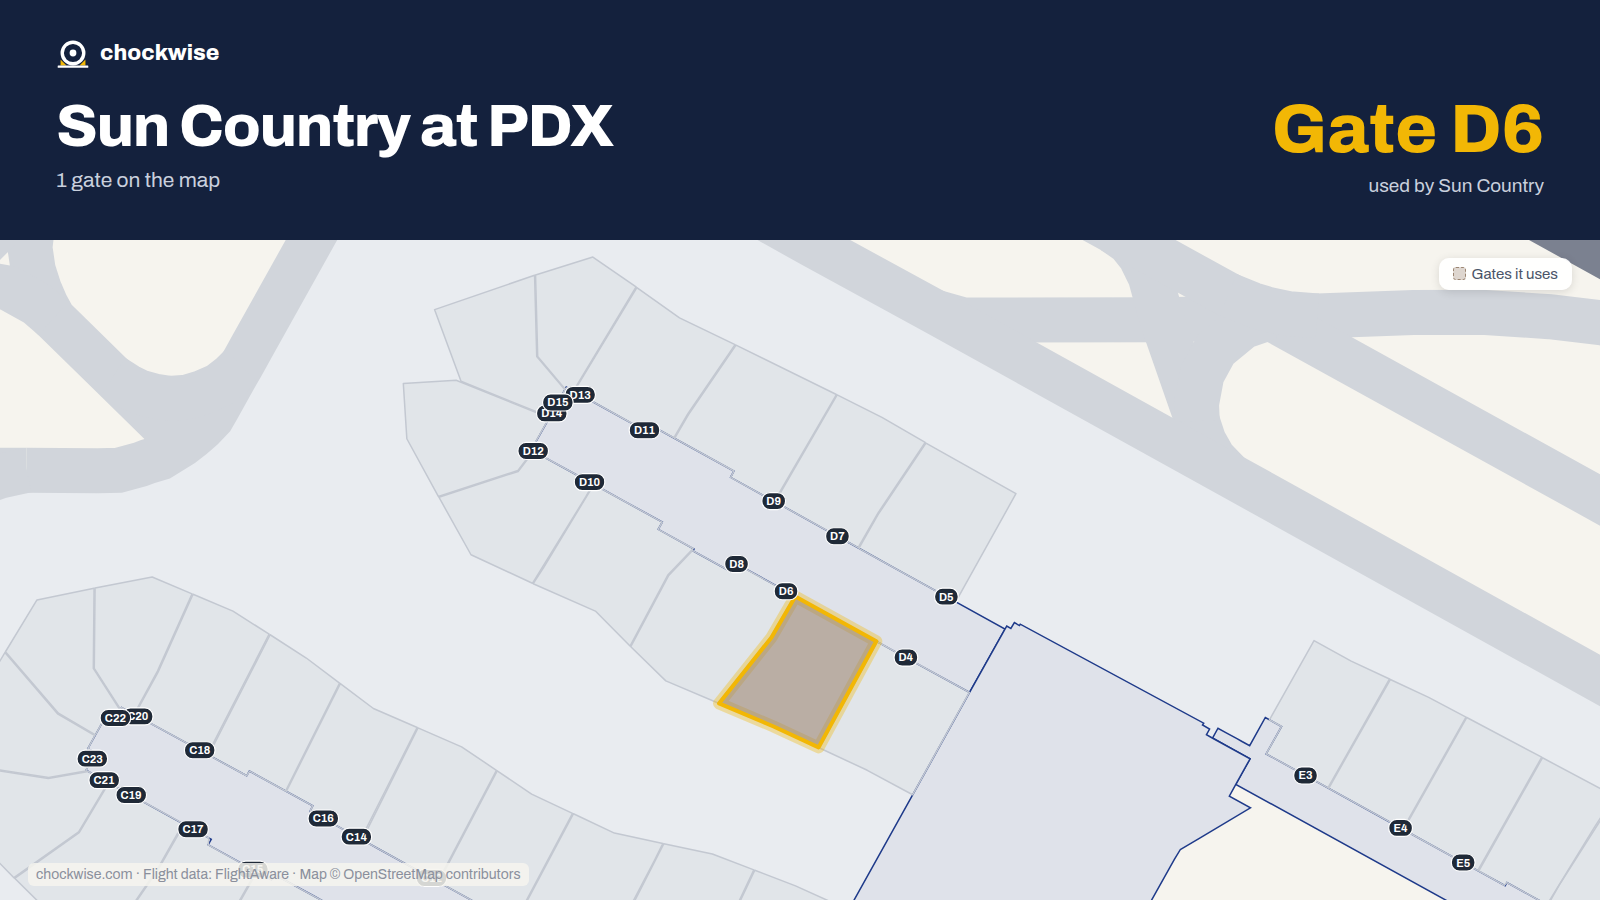 chockwise
Sun Country at PDX
1 gate on the map
Gate D6
used by Sun Country
Gates it uses
D13
D15
D14
D11
D12
D10
D9
D7
D8
D6
D5
D4
C22
C20
C23
C18
C21
C19
C17
C16
C14
E3
E4
E5
chockwise.com · Flight data: FlightAware · Map © OpenStreetMap contributors